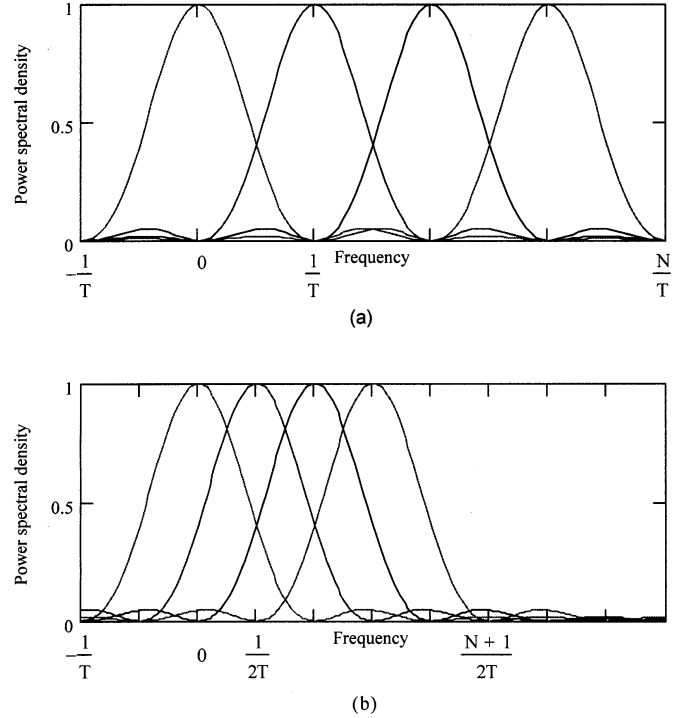 Power spectral density
1
0.5
0
−1/T 0 1/T Frequency N/T
(a)
Power spectral density
1
0.5
0
−1/T 0 1/2T Frequency N + 1/2T
(b)